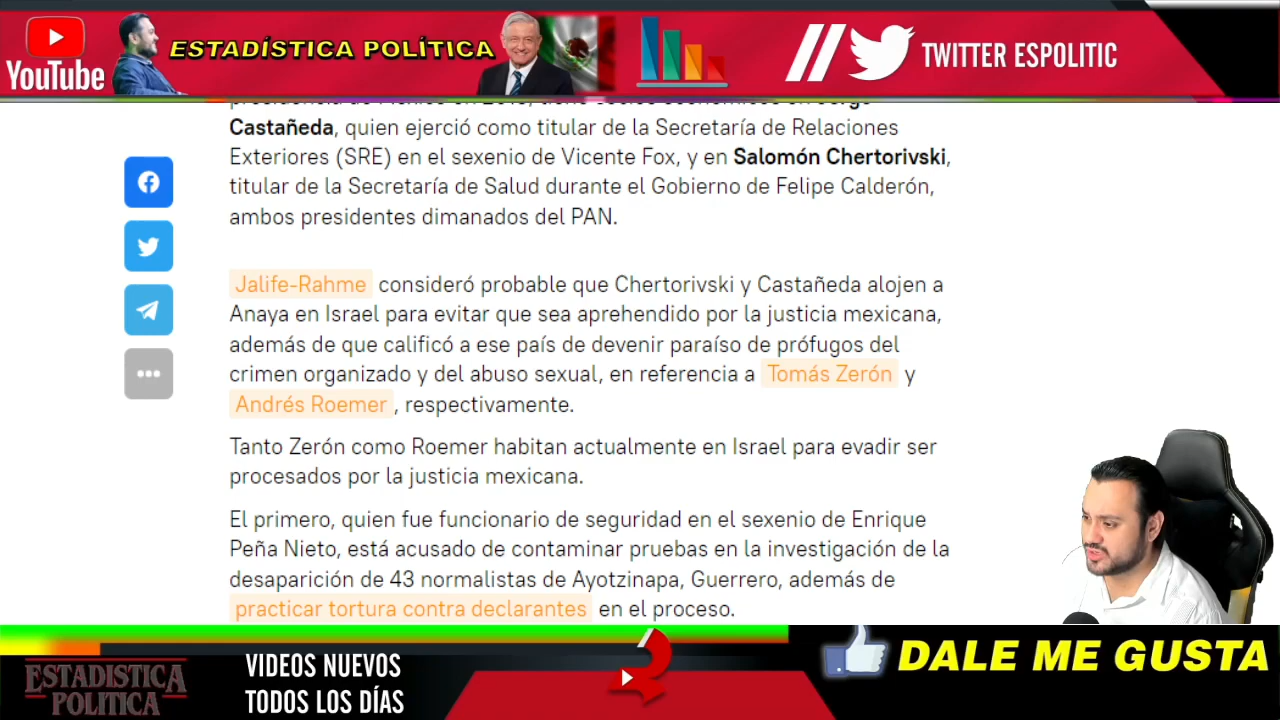 YouTube
ESTADÍSTICA POLÍTICA
TWITTER ESPOLITIC
Castañeda, quien ejerció como titular de la Secretaría de Relaciones
Exteriores (SRE) en el sexenio de Vicente Fox, y en Salomón Chertorivski,
titular de la Secretaría de Salud durante el Gobierno de Felipe Calderón,
ambos presidentes dimanados del PAN.
Jalife-Rahme consideró probable que Chertorivski y Castañeda alojen a
Anaya en Israel para evitar que sea aprehendido por la justicia mexicana,
además de que calificó a ese país de devenir paraíso de prófugos del
crimen organizado y del abuso sexual, en referencia a Tomás Zerón y
Andrés Roemer, respectivamente.
Tanto Zerón como Roemer habitan actualmente en Israel para evadir ser
procesados por la justicia mexicana.
El primero, quien fue funcionario de seguridad en el sexenio de Enrique
Peña Nieto, está acusado de contaminar pruebas en la investigación de la
desaparición de 43 normalistas de Ayotzinapa, Guerrero, además de
practicar tortura contra declarantes en el proceso.
ESTADISTICA
POLÍTICA
VIDEOS NUEVOS
TODOS LOS DÍAS
DALE ME GUSTA